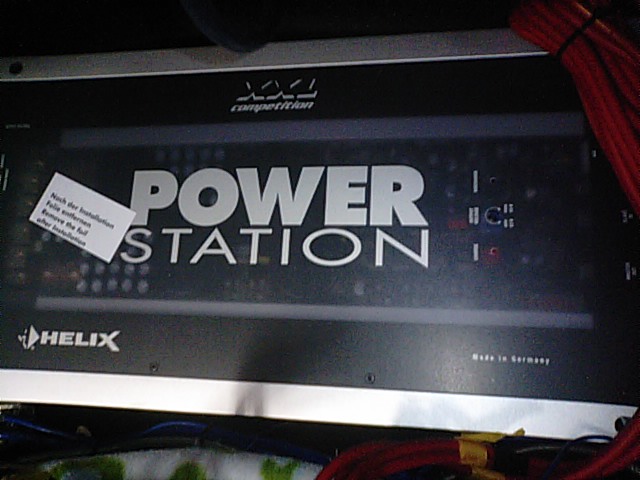 XXL
competition
POWER
STATION
Nach der Installation
Folie entfernen
Remove the foil
after Installation
HELIX
Made in Germany